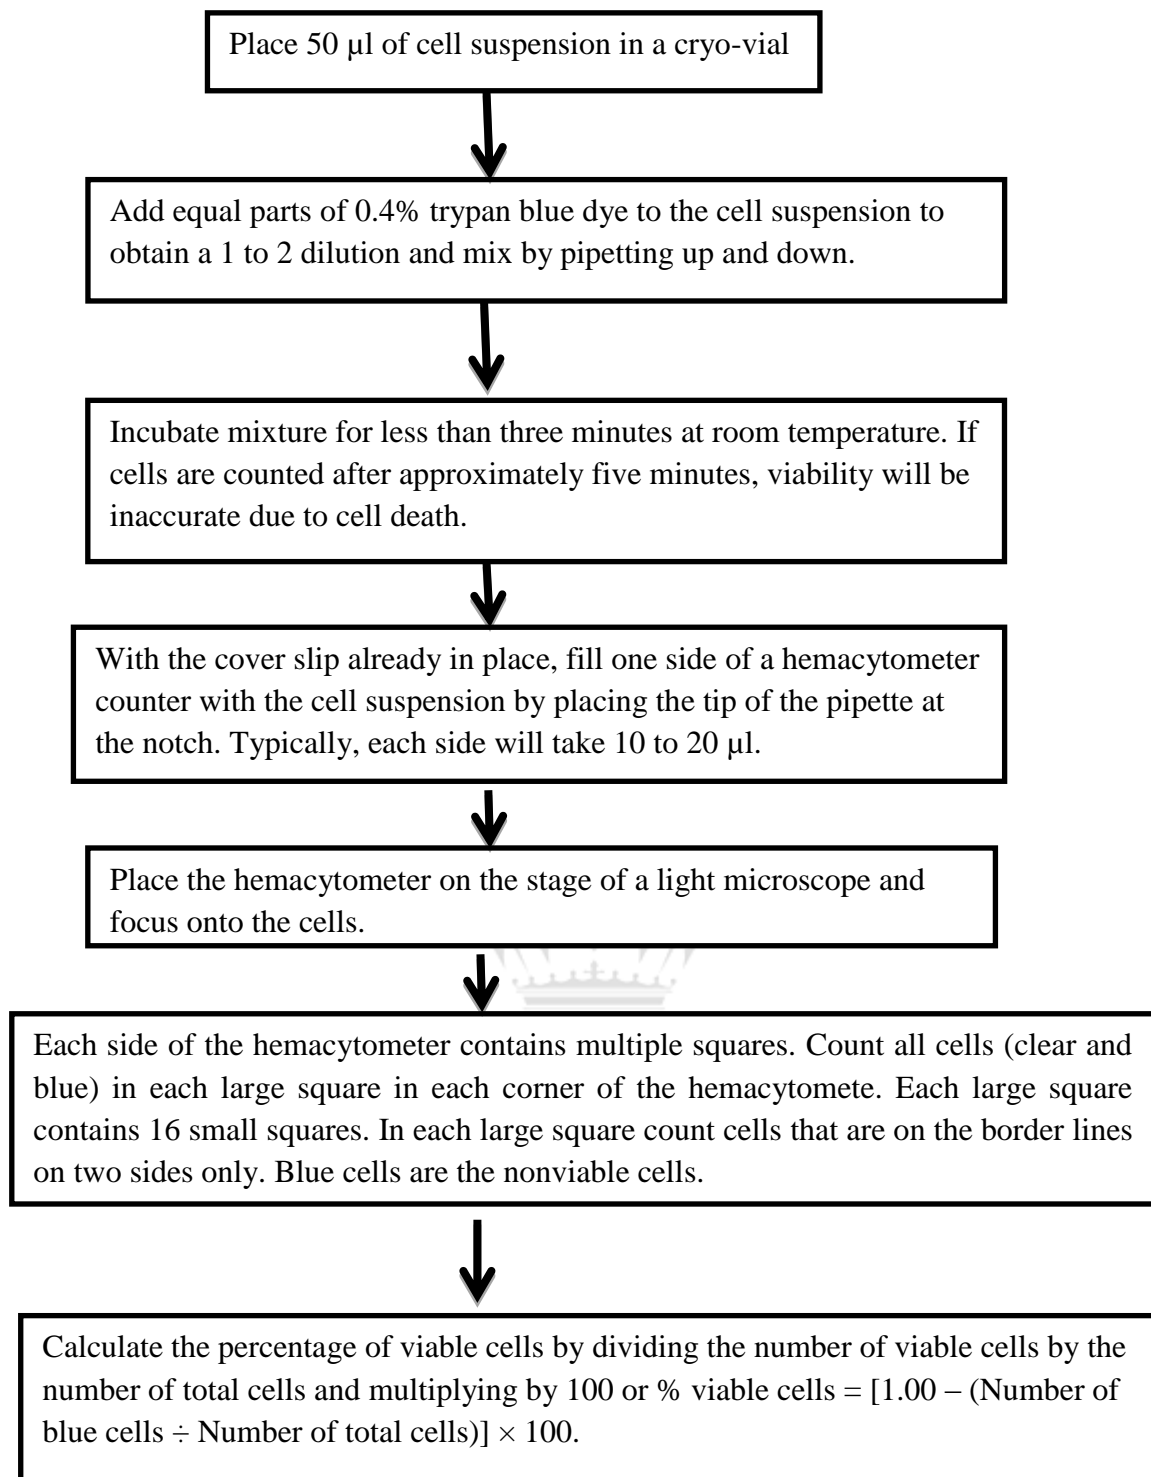 Place 50 µl of cell suspension in a cryo-vial
Add equal parts of 0.4% trypan blue dye to the cell suspension to
obtain a 1 to 2 dilution and mix by pipetting up and down.
Incubate mixture for less than three minutes at room temperature. If
cells are counted after approximately five minutes, viability will be
inaccurate due to cell death.
With the cover slip already in place, fill one side of a hemacytometer
counter with the cell suspension by placing the tip of the pipette at
the notch. Typically, each side will take 10 to 20 µl.
Place the hemacytometer on the stage of a light microscope and
focus onto the cells.
Each side of the hemacytometer contains multiple squares. Count all cells (clear and
blue) in each large square in each corner of the hemacytomete. Each large square
contains 16 small squares. In each large square count cells that are on the border lines
on two sides only. Blue cells are the nonviable cells.
Calculate the percentage of viable cells by dividing the number of viable cells by the
number of total cells and multiplying by 100 or % viable cells = [1.00 – (Number of
blue cells ÷ Number of total cells)] × 100.